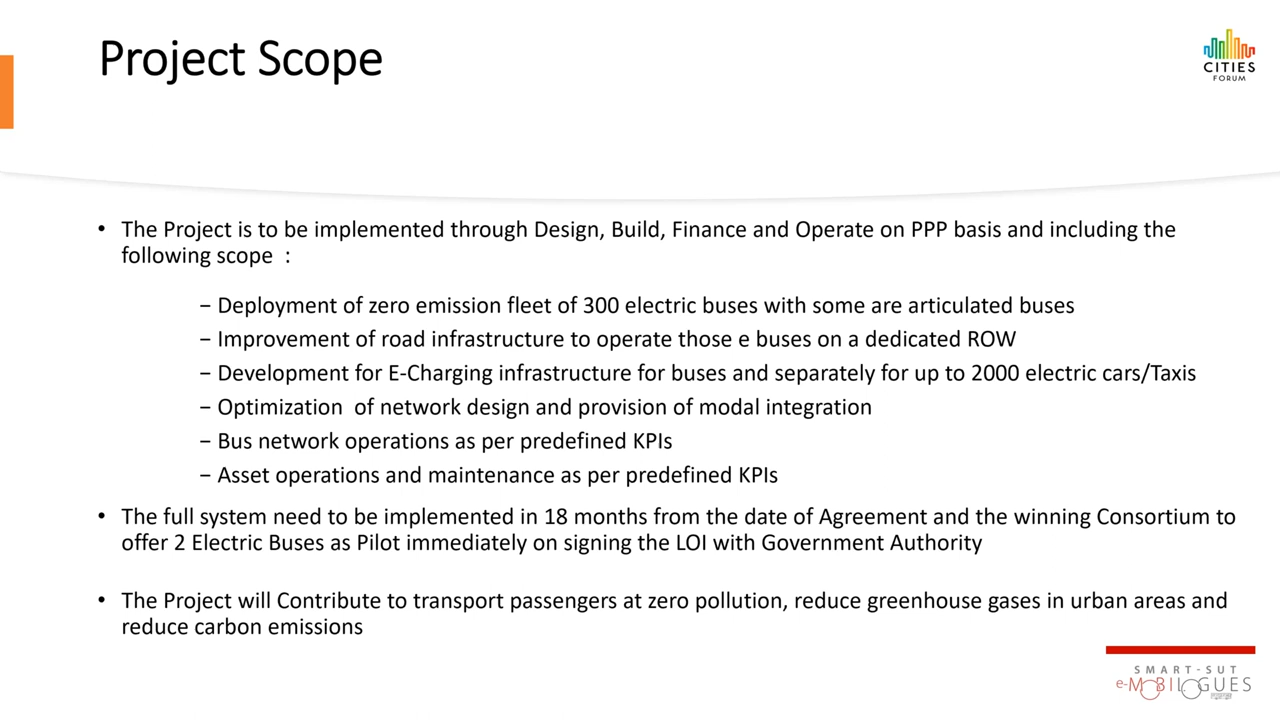 Project Scope
CITIES
FORUM
• The Project is to be implemented through Design, Build, Finance and Operate on PPP basis and including the
following scope  :
− Deployment of zero emission fleet of 300 electric buses with some are articulated buses
− Improvement of road infrastructure to operate those e buses on a dedicated ROW
− Development for E-Charging infrastructure for buses and separately for up to 2000 electric cars/Taxis
− Optimization  of network design and provision of modal integration
− Bus network operations as per predefined KPIs
− Asset operations and maintenance as per predefined KPIs
• The full system need to be implemented in 18 months from the date of Agreement and the winning Consortium to
offer 2 Electric Buses as Pilot immediately on signing the LOI with Government Authority
• The Project will Contribute to transport passengers at zero pollution, reduce greenhouse gases in urban areas and
reduce carbon emissions
SMART-SUT
e-MOBILOGUES